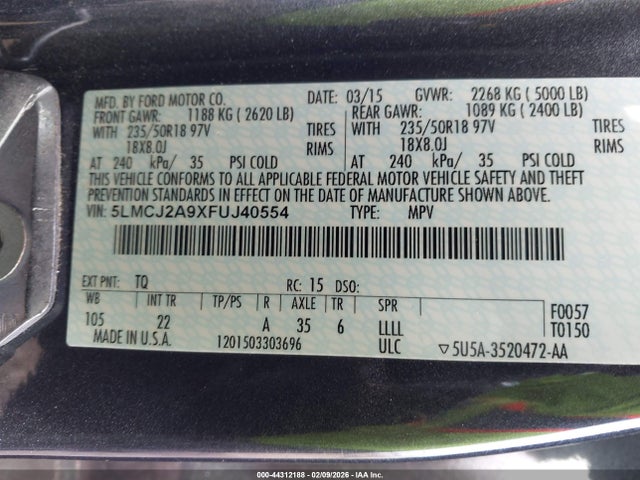 MFD. BY FORD MOTOR CO. DATE: 03/15 GVWR: 2268 KG ( 5000 LB)
FRONT GAWR: 1188 KG ( 2620 LB) REAR GAWR: 1089 KG ( 2400 LB)
WITH 235/50R18 97V TIRES WITH 235/50R18 97V TIRES
18X8.0J RIMS 18X8.0J RIMS
AT 240 kPa/ 35 PSI COLD AT 240 kPa/ 35 PSI COLD
THIS VEHICLE CONFORMS TO ALL APPLICABLE FEDERAL MOTOR VEHICLE SAFETY AND THEFT
PREVENTION STANDARDS IN EFFECT ON THE DATE OF MANUFACTURE SHOWN ABOVE.
VIN: 5LMCJ2A9XFUJ40554 TYPE: MPV
EXT PNT: TQ RC: 15 DSO:
WB INT TR TP/PS R AXLE TR SPR F0057
105 22 A 35 6 LLLL T0150
MADE IN U.S.A. 1201503303696 ULC ▽5U5A-3520472-AA
000-44312188 - 02/09/2026 - IAA Inc.